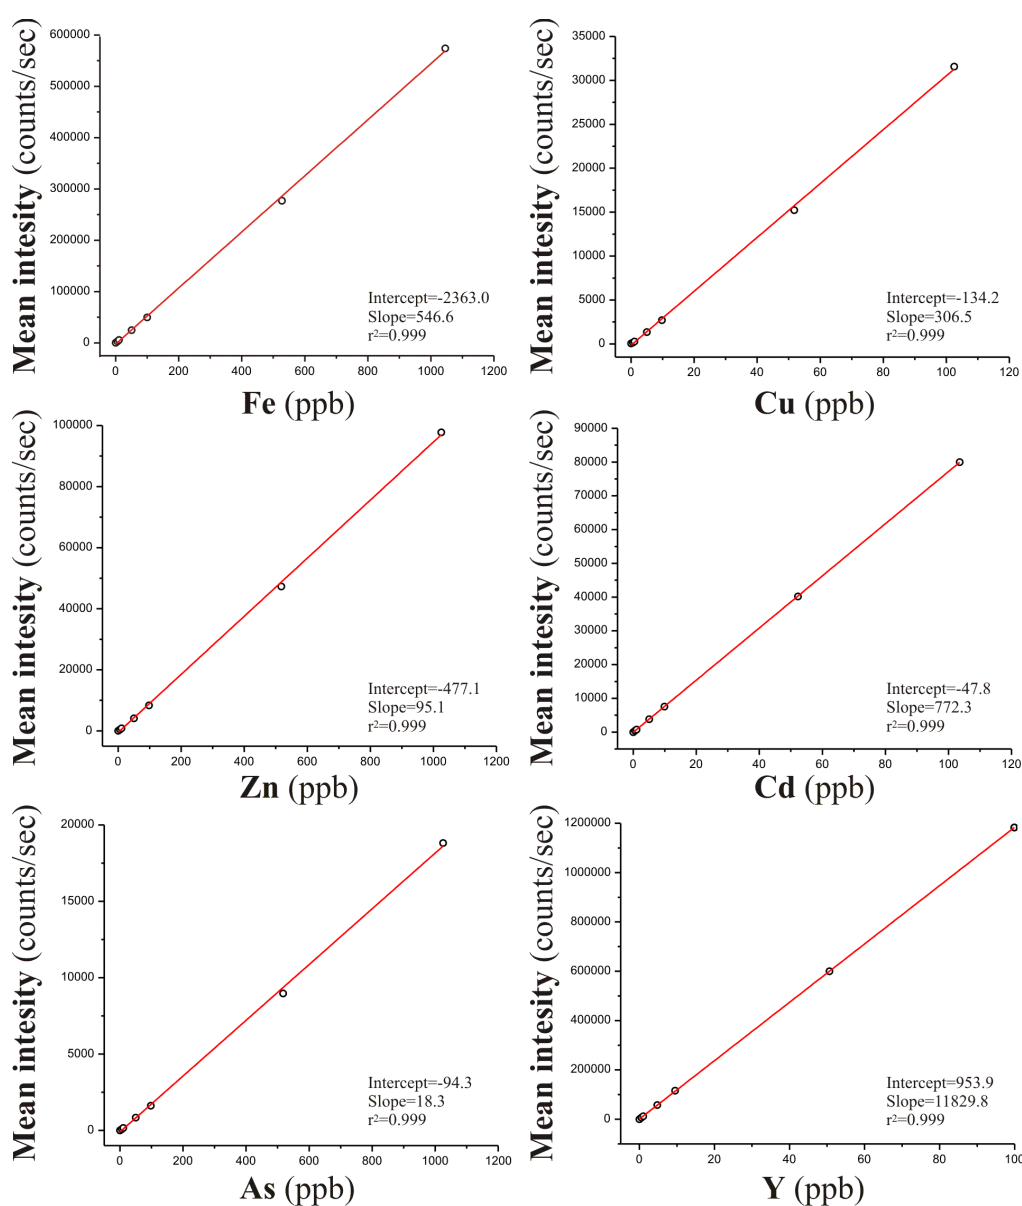 Mean intesity (counts/sec)
600000
500000
400000
300000
200000
100000
0
Intercept=-2363.0
Slope=546.6
r²=0.999
0 200 400 600 800 1000 1200
Fe (ppb)
Mean intesity (counts/sec)
35000
30000
25000
20000
15000
10000
5000
0
Intercept=-134.2
Slope=306.5
r²=0.999
0 20 40 60 80 100 120
Cu (ppb)
Mean intesity (counts/sec)
100000
80000
60000
40000
20000
0
Intercept=-477.1
Slope=95.1
r²=0.999
0 200 400 600 800 1000 1200
Zn (ppb)
Mean intesity (counts/sec)
90000
80000
70000
60000
50000
40000
30000
20000
10000
0
Intercept=-47.8
Slope=772.3
r²=0.999
0 20 40 60 80 100 120
Cd (ppb)
Mean intesity (counts/sec)
20000
15000
10000
5000
0
Intercept=-94.3
Slope=18.3
r²=0.999
0 200 400 600 800 1000 1200
As (ppb)
Mean intesity (counts/sec)
1200000
1000000
800000
600000
400000
200000
0
Intercept=953.9
Slope=11829.8
r²=0.999
0 20 40 60 80 100
Y (ppb)